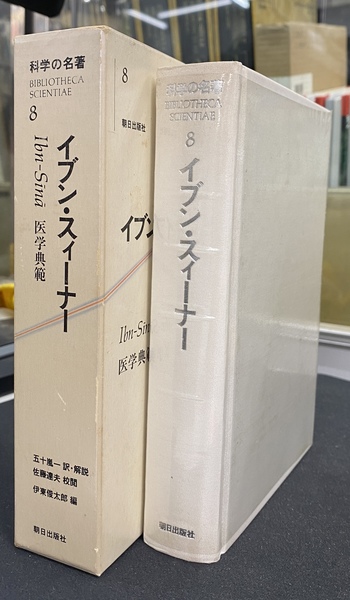 科学の名著
BIBLIOTHECA
SCIENTIAE
8
イブン・スィーナー
Ibn-Sīnā 医学典範
五十嵐一 訳・解説
佐藤達夫 校閲
伊東俊太郎 編
朝日出版社
8
朝日出版社
イブン
Ibn-Sīn
医学典
科学の名著
BIBLIOTHECA
SCIENTIAE
8
イブン・スィーナー
朝日出版社